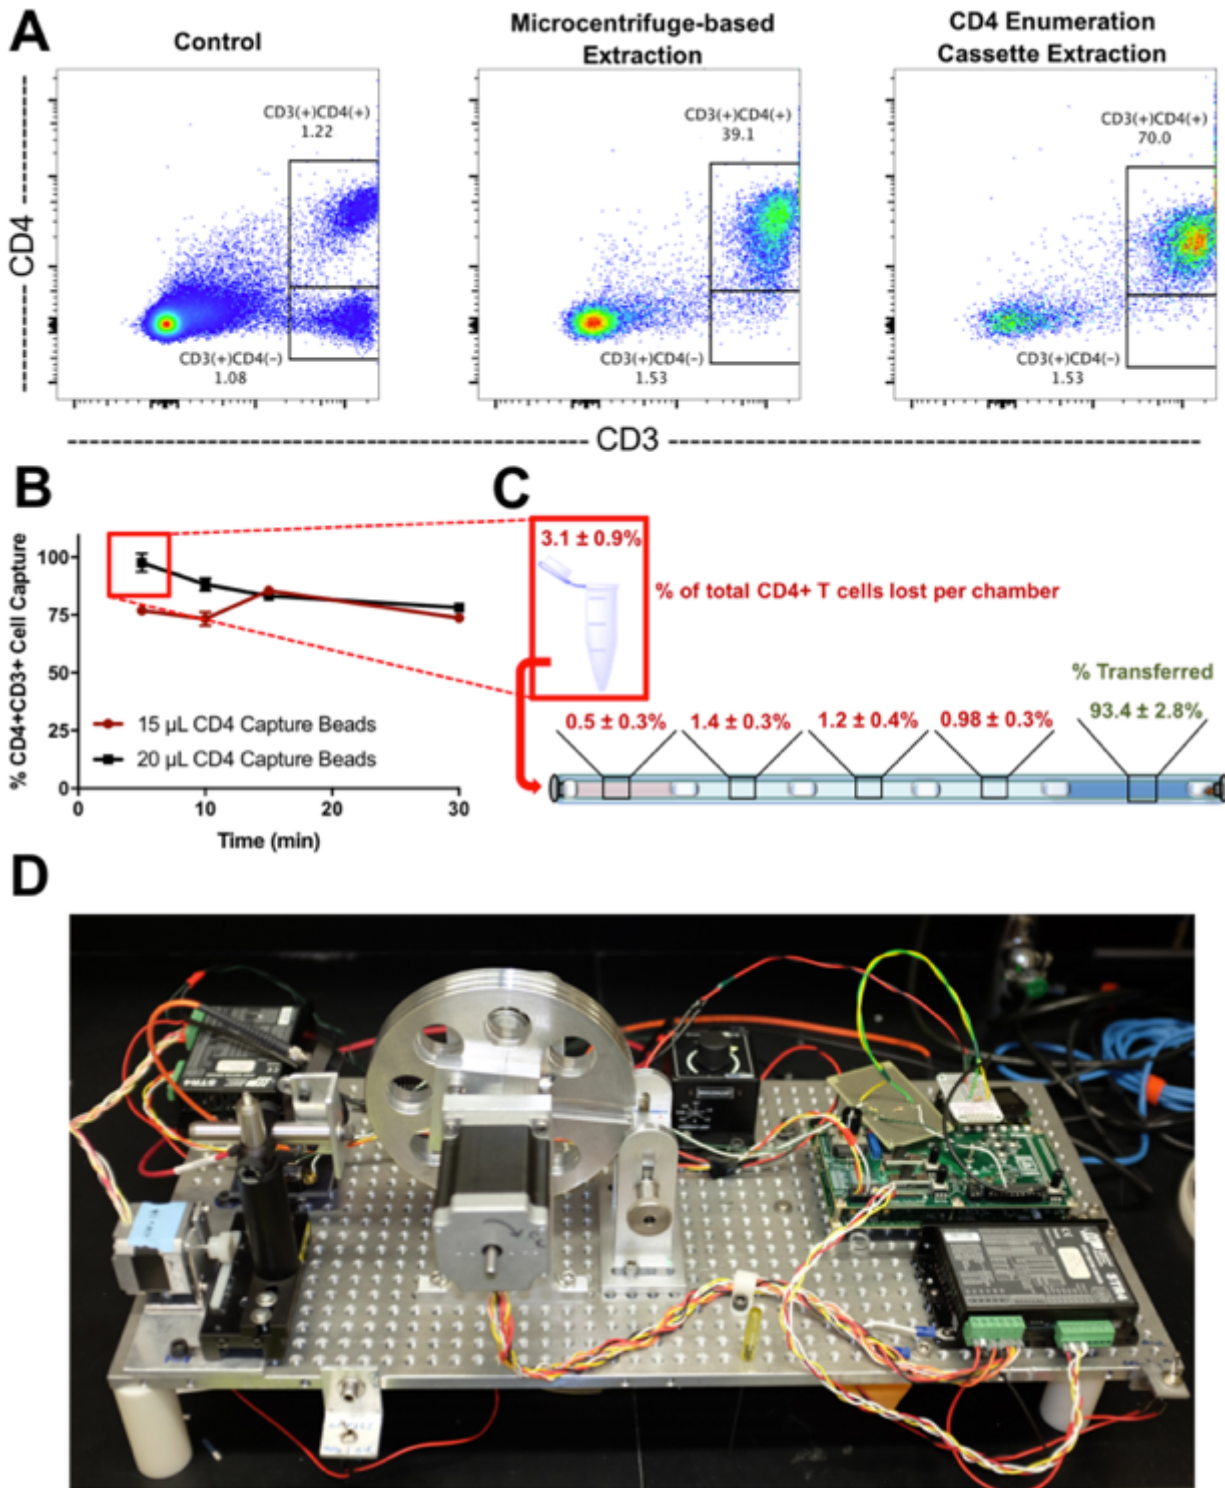 A
Control
Microcentrifuge-based
Extraction
CD4 Enumeration
Cassette Extraction
CD3(+)CD4(+)
1.22
CD3(+)CD4(+)
39.1
CD3(+)CD4(+)
70.0
CD4
CD3(+)CD4(−)
1.08
CD3(+)CD4(−)
1.53
CD3(+)CD4(−)
1.53
CD3
B
% CD4+CD3+ Cell Capture
100
75
50
25
0
15 µL CD4 Capture Beads
20 µL CD4 Capture Beads
0 10 20 30
Time (min)
C
3.1 ± 0.9%
% of total CD4+ T cells lost per chamber
% Transferred
0.5 ± 0.3% 1.4 ± 0.3% 1.2 ± 0.4% 0.98 ± 0.3% 93.4 ± 2.8%
D
ST5-4